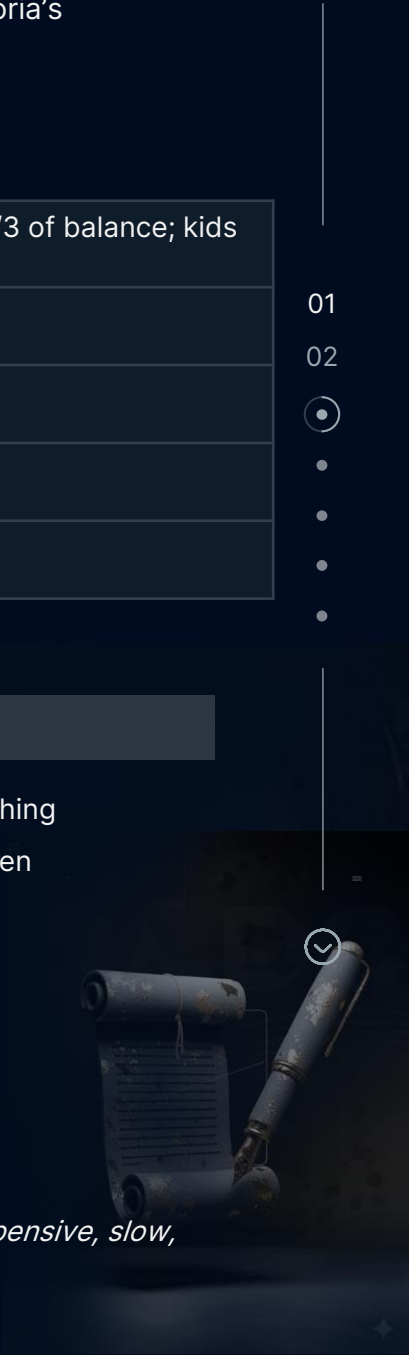 oria's
/3 of balance; kids
01
02
hing
en
pensive, slow,